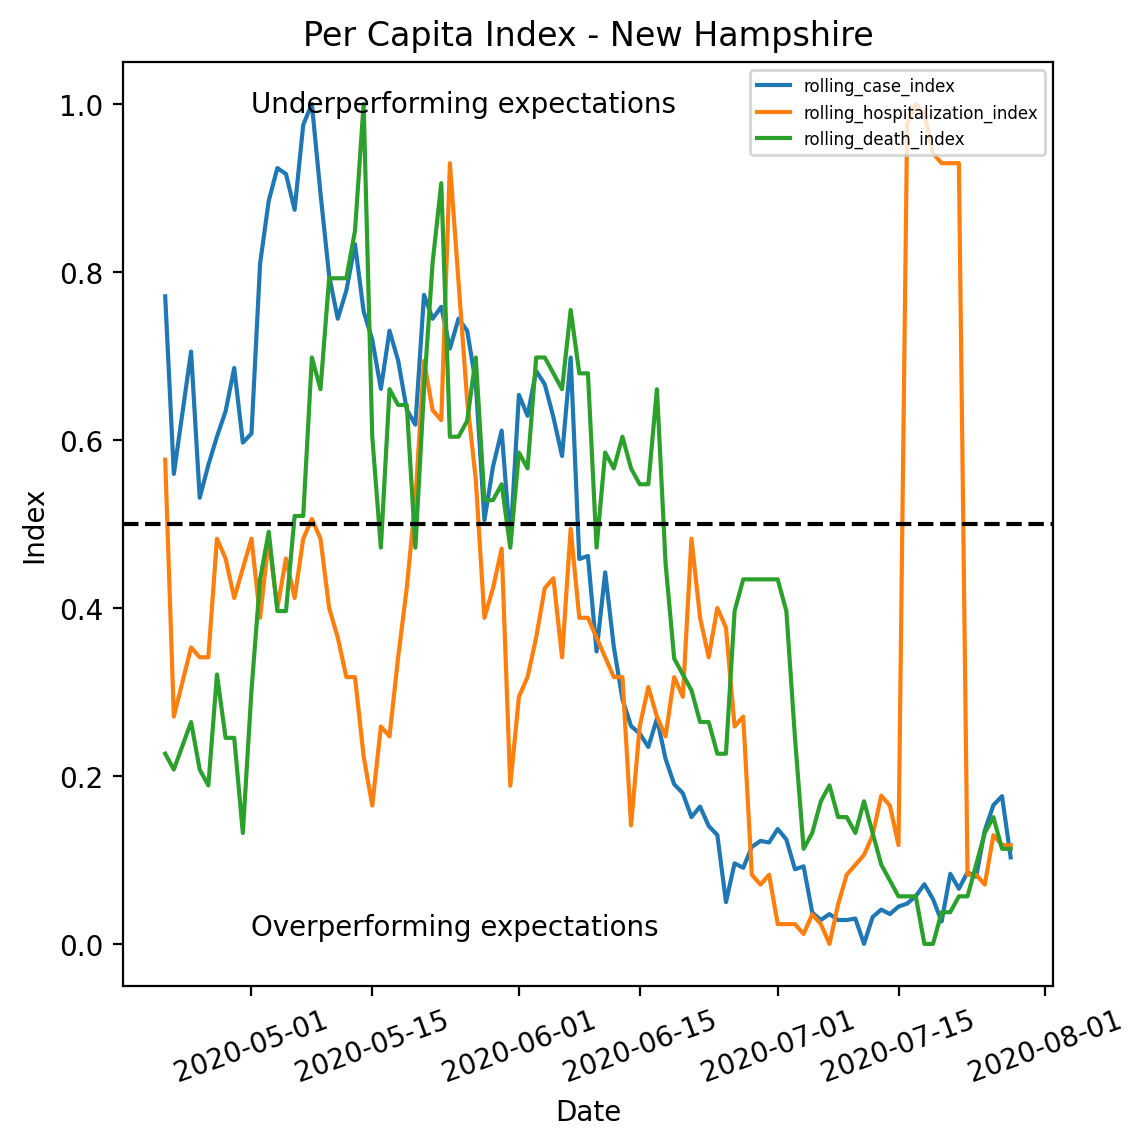 Per Capita Index - New Hampshire
Underperforming expectations
rolling_case_index
rolling_hospitalization_index
rolling_death_index
1.0
0.8
0.6
0.4
0.2
0.0
Index
Overperforming expectations
2020-05-01
2020-05-15
2020-06-01
2020-06-15
2020-07-01
2020-07-15
2020-08-01
Date